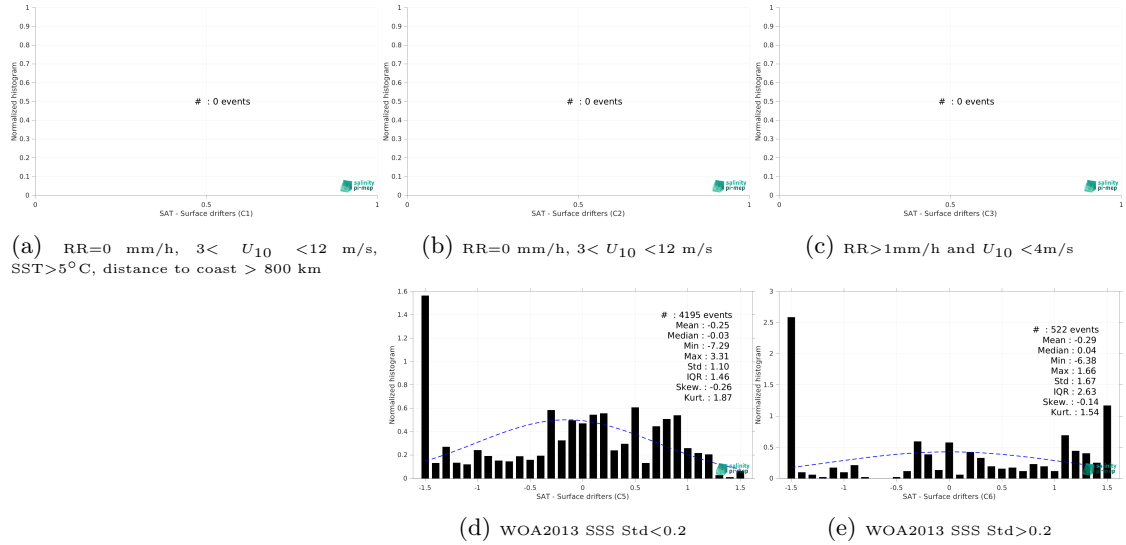 1
0.9
0.8
0.7
0.6
0.5
0.4
0.3
0.2
0.1
0
Normalized histogram
# : 0 events
0 0.5 1
SAT - Surface drifters (C1)
salinity
pi-mep
1
0.9
0.8
0.7
0.6
0.5
0.4
0.3
0.2
0.1
0
Normalized histogram
# : 0 events
0 0.5 1
SAT - Surface drifters (C2)
salinity
pi-mep
1
0.9
0.8
0.7
0.6
0.5
0.4
0.3
0.2
0.1
0
Normalized histogram
# : 0 events
0 0.5 1
SAT - Surface drifters (C3)
salinity
pi-mep
(a) RR=0 mm/h, 3< U10 <12 m/s,
SST>5°C, distance to coast > 800 km
(b) RR=0 mm/h, 3< U10 <12 m/s
(c) RR>1mm/h and U10 <4m/s
1.6
1.4
1.2
1
0.8
0.6
0.4
0.2
0
Normalized histogram
# : 4195 events
Mean : -0.25
Median : -0.03
Min : -7.29
Max : 3.31
Std : 1.10
IQR : 1.46
Skew. : -0.26
Kurt. : 1.87
-1.5 -1 -0.5 0 0.5 1 1.5
SAT - Surface drifters (C5)
salinity
pi-mep
3
2.5
2
1.5
1
0.5
0
Normalized histogram
# : 522 events
Mean : -0.29
Median : 0.04
Min : -6.38
Max : 1.66
Std : 1.67
IQR : 2.63
Skew. : -0.14
Kurt. : 1.54
-1.5 -1 -0.5 0 0.5 1 1.5
SAT - Surface drifters (C6)
salinity
pi-mep
(d) WOA2013 SSS Std<0.2
(e) WOA2013 SSS Std>0.2